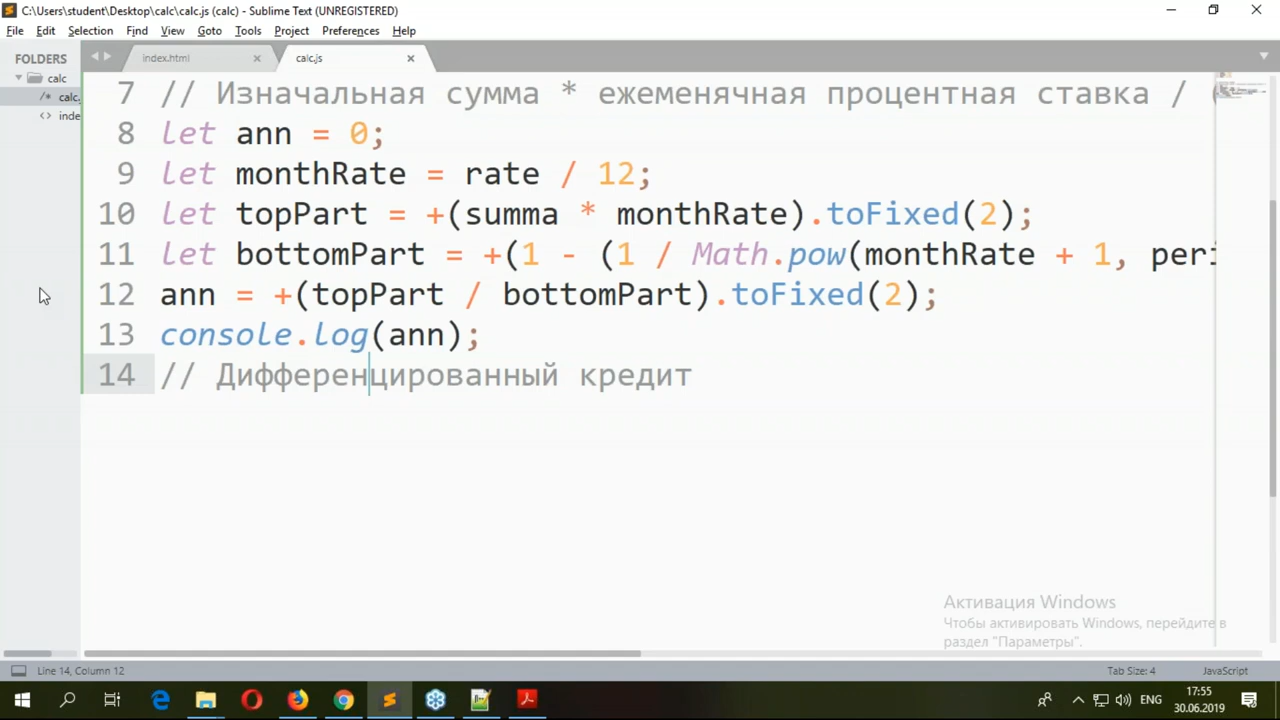 C:\Users\student\Desktop\calc\calc.js (calc) - Sublime Text (UNREGISTERED)
File Edit Selection Find View Goto Tools Project Preferences Help
FOLDERS
calc
calc.
inde
index.html
calc.js
7 // Изначальная сумма * ежеменячная процентная ставка / (
8 let ann = 0;
9 let monthRate = rate / 12;
10 let topPart = +(summa * monthRate).toFixed(2);
11 let bottomPart = +(1 - (1 / Math.pow(monthRate + 1, peri
12 ann = +(topPart / bottomPart).toFixed(2);
13 console.log(ann);
14 // Дифференцированный кредит
Активация Windows
Чтобы активировать Windows, перейдите в
раздел "Параметры".
Line 14, Column 12
Tab Size: 4
JavaScript
ENG
17:55
30.06.2019